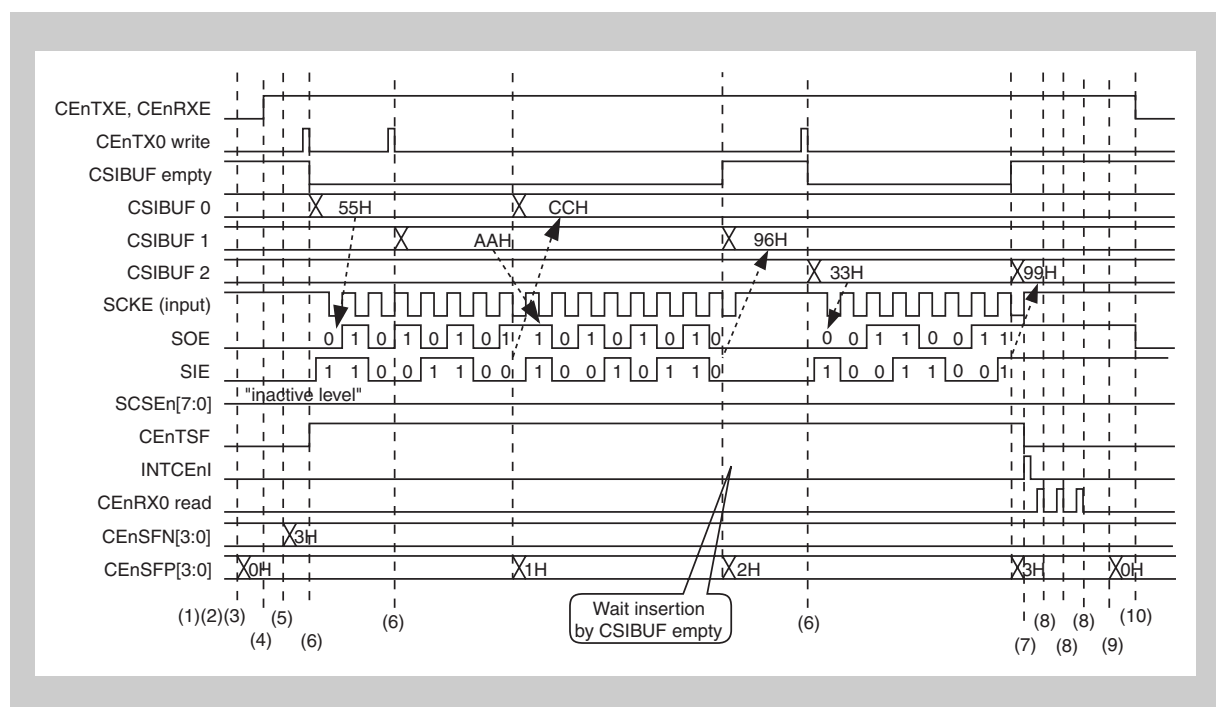 CEnTXE, CEnRXE
CEnTX0 write
CSIBUF empty
CSIBUF 0 55H CCH
CSIBUF 1 AAH 96H
CSIBUF 2 33H 99H
SCKE (input)
SOE 0 1 0 1 0 1 0 1 1 0 1 0 1 0 1 0 0 0 1 1 0 0 1 1
SIE 1 1 0 0 1 1 0 0 1 0 0 1 0 1 1 0 1 0 0 1 1 0 0 1
"inactive level"
SCSEn[7:0]
CEnTSF
INTCEnI
CEnRX0 read
CEnSFN[3:0] 3H
CEnSFP[3:0] 0H 1H 2H 3H 0H
Wait insertion
by CSIBUF empty
(1)(2)(3) (5) (6) (6) (8) (8) (10)
(4) (6) (7) (8) (9)